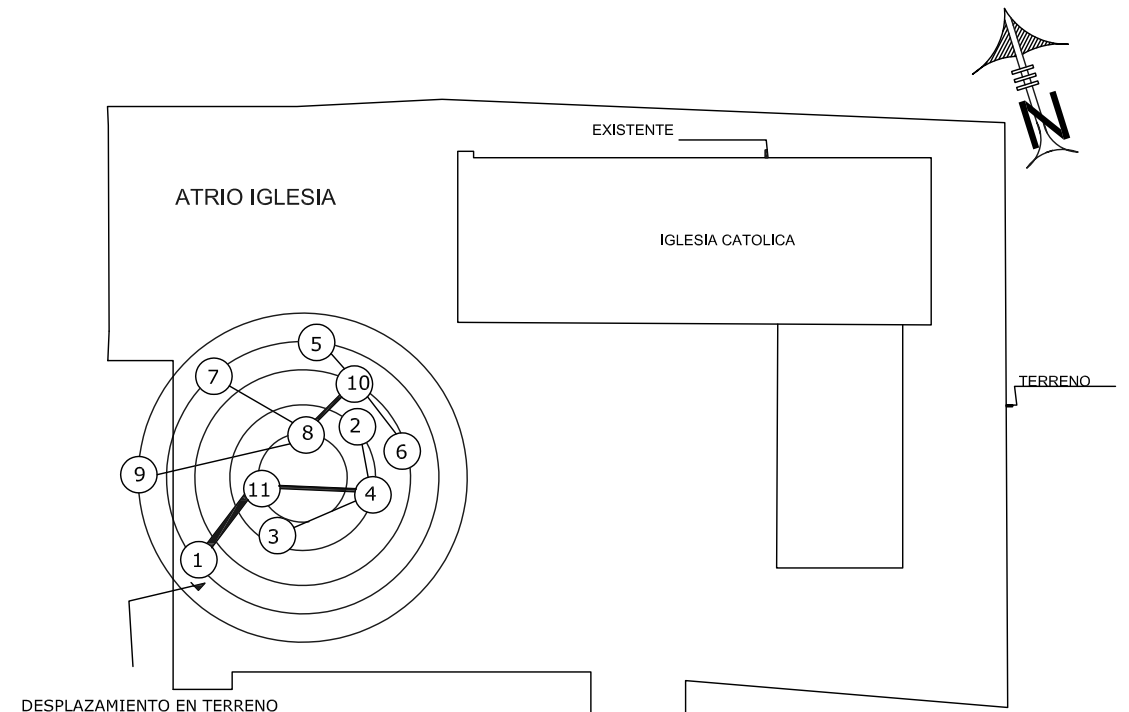 N
EXISTENTE
ATRIO IGLESIA
IGLESIA CATOLICA
5
7
10
TERRENO
2
8
6
9
11
4
3
1
DESPLAZAMIENTO EN TERRENO